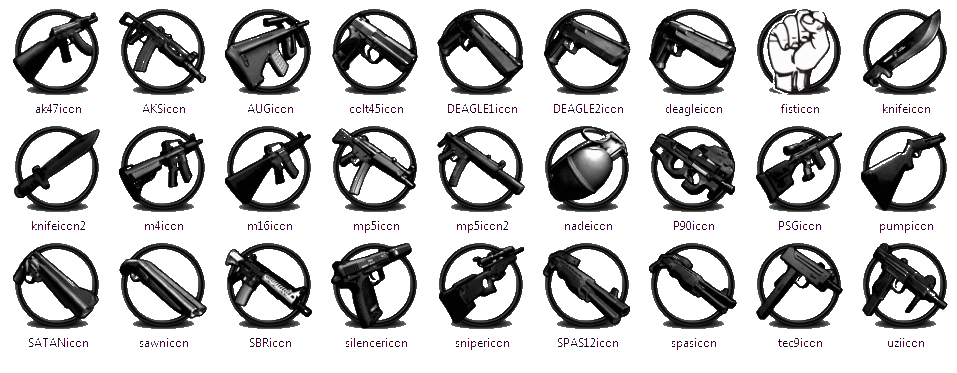 ak47icon AKSicon AUGicon colt45icon DEAGLE1icon DEAGLE2icon deagleicon fisticon knifeicon
knifeicon2 m4icon m16icon mp5icon mp5icon2 nadeicon P90icon PSGicon pumpicon
SATANicon sawnicon SBRicon silencericon snipericon SPAS12icon spasicon tec9icon uziicon